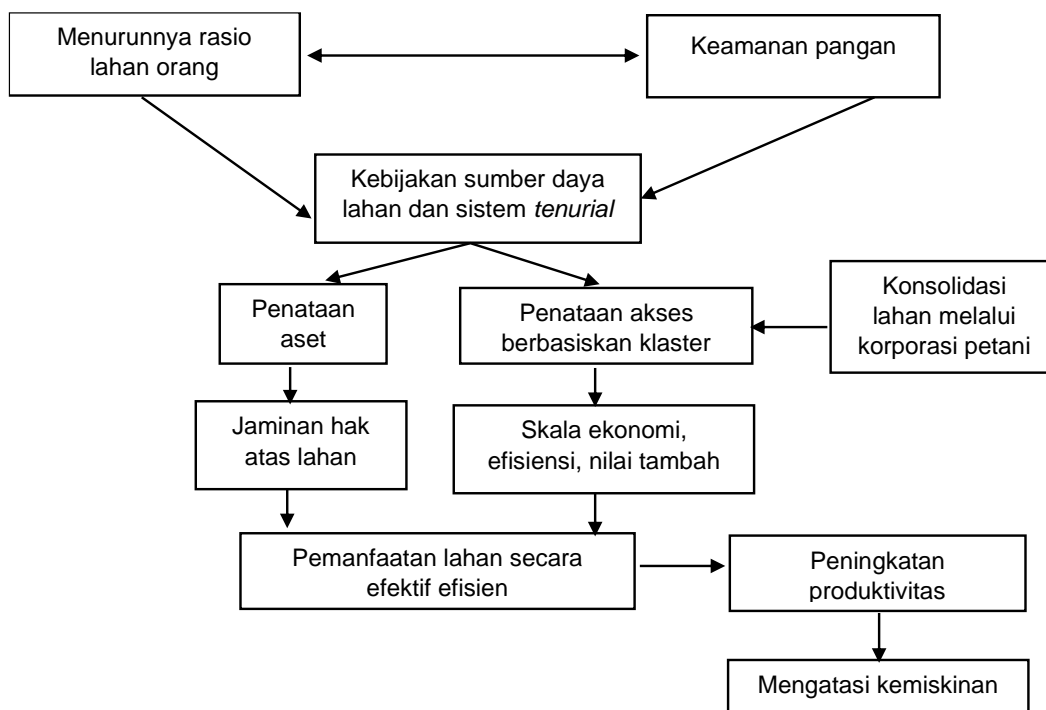 Menurunnya rasio
lahan orang
Keamanan pangan
Kebijakan sumber daya
lahan dan sistem tenurial
Penataan
aset
Penataan akses
berbasiskan klaster
Konsolidasi
lahan melalui
korporasi petani
Jaminan hak
atas lahan
Skala ekonomi,
efisiensi, nilai tambah
Pemanfaatan lahan secara
efektif efisien
Peningkatan
produktivitas
Mengatasi kemiskinan